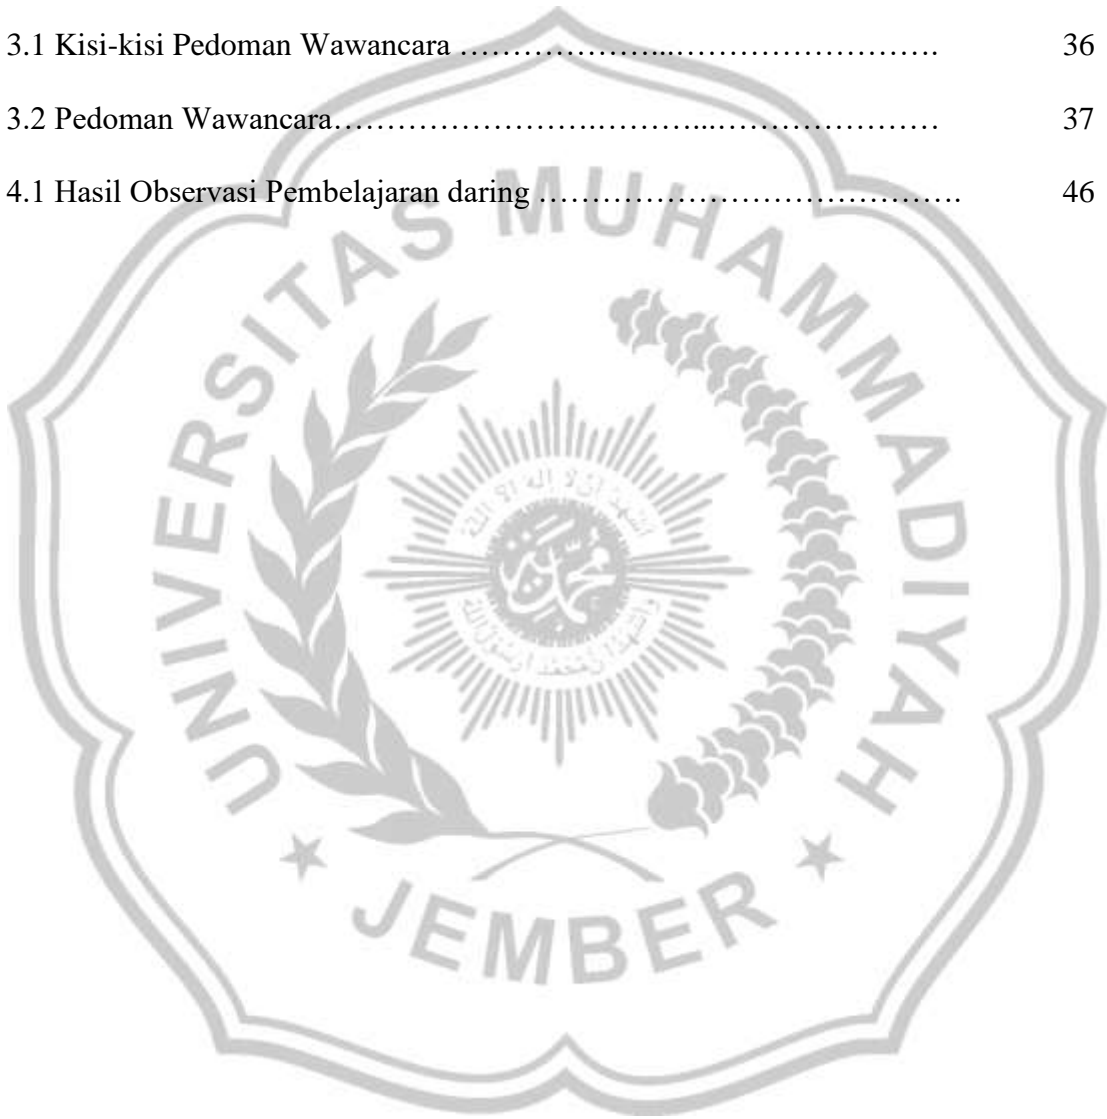 3.1 Kisi-kisi Pedoman Wawancara ………………...……………………. 36
3.2 Pedoman Wawancara…………………….………...………………… 37
4.1 Hasil Observasi Pembelajaran daring …………………………………. 46
UNIVERSITAS MUHAMMADIYAH
JEMBER